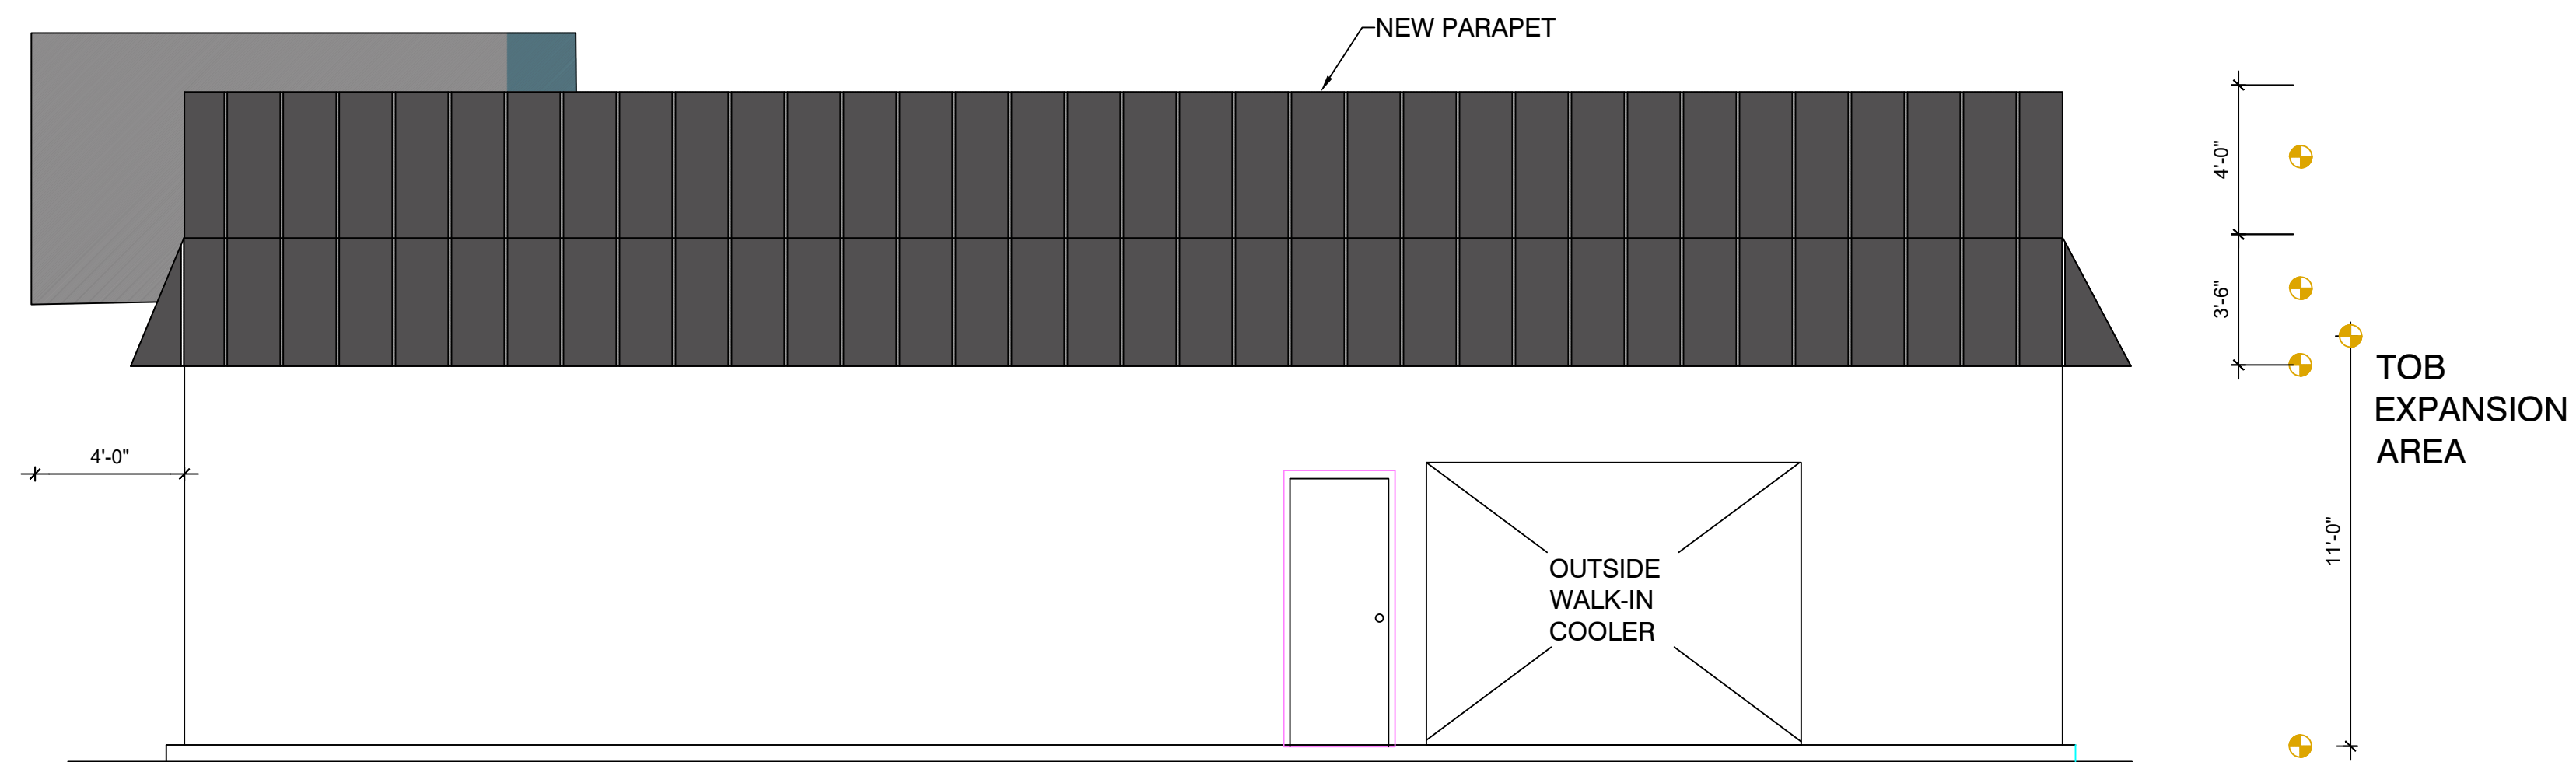 NEW PARAPET
4'-0"
3'-6"
TOB
EXPANSION
AREA
4'-0"
11'-0"
OUTSIDE
WALK-IN
COOLER